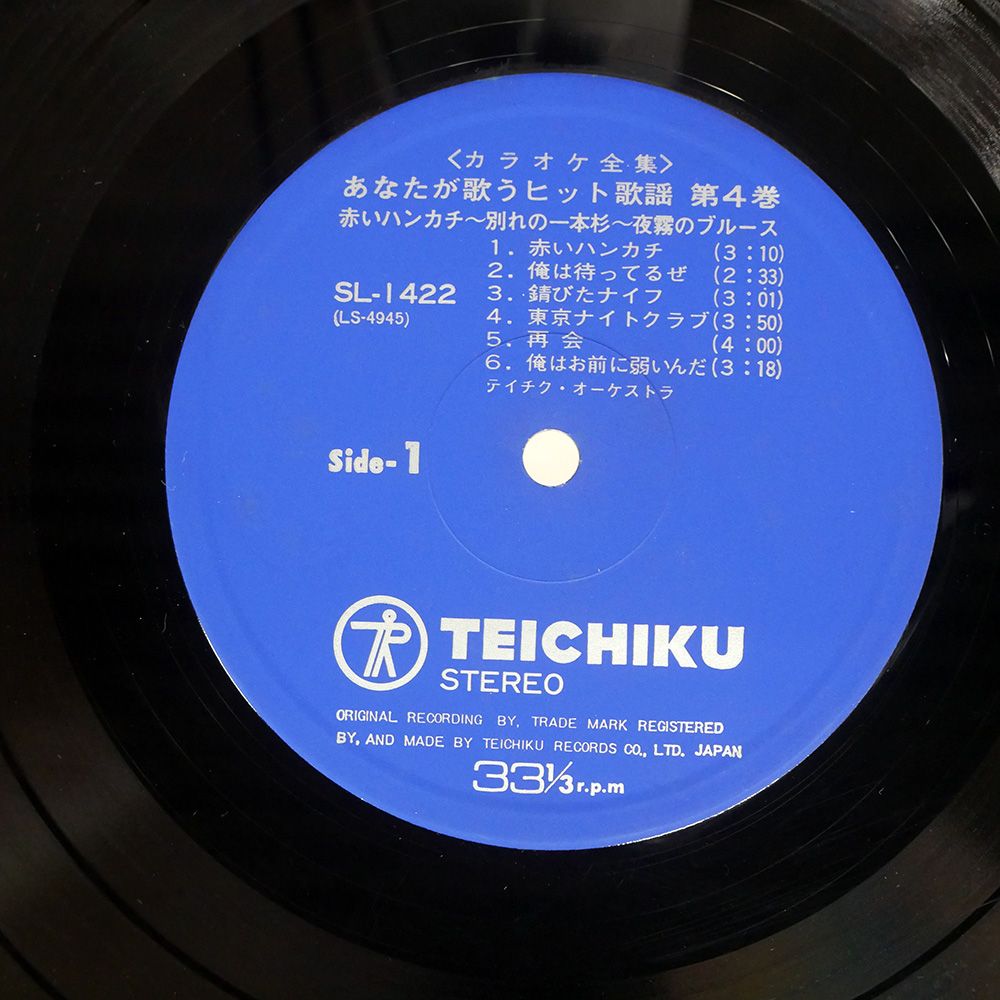 〈カラオケ全集〉
あなたが歌うヒット歌謡 第4巻
赤いハンカチ～別れの一本杉～夜霧のブルース
1. 赤いハンカチ (3:10)
2. 俺は待ってるぜ (2:33)
SL-1422
3. 錆びたナイフ (3:01)
(LS-4945)
4. 東京ナイトクラブ (3:50)
5. 再会 (4:00)
6. 俺はお前に弱いんだ (3:18)
テイチク・オーケストラ
Side-1
TEICHIKU
STEREO
ORIGINAL RECORDING BY, TRADE MARK REGISTERED
BY, AND MADE BY TEICHIKU RECORDS CO., LTD. JAPAN
33 1/3 r.p.m